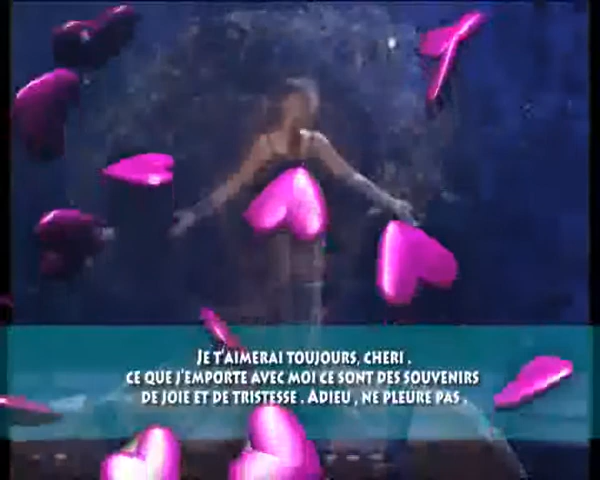 JE T'AIMERAI TOUJOURS, CHERI .
CE QUE J'EMPORTE AVEC MOI CE SONT DES SOUVENIRS
DE JOIE ET DE TRISTESSE . ADIEU , NE PLEURE PAS .